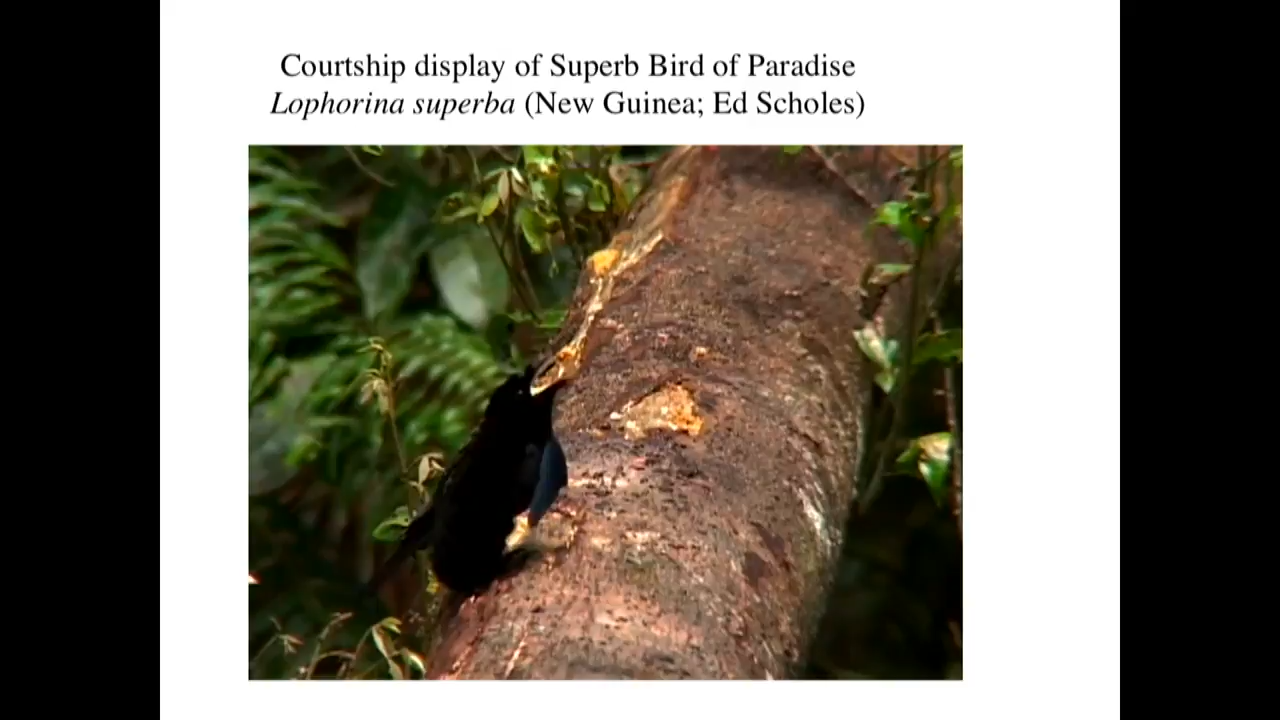 Courtship display of Superb Bird of Paradise
Lophorina superba (New Guinea; Ed Scholes)